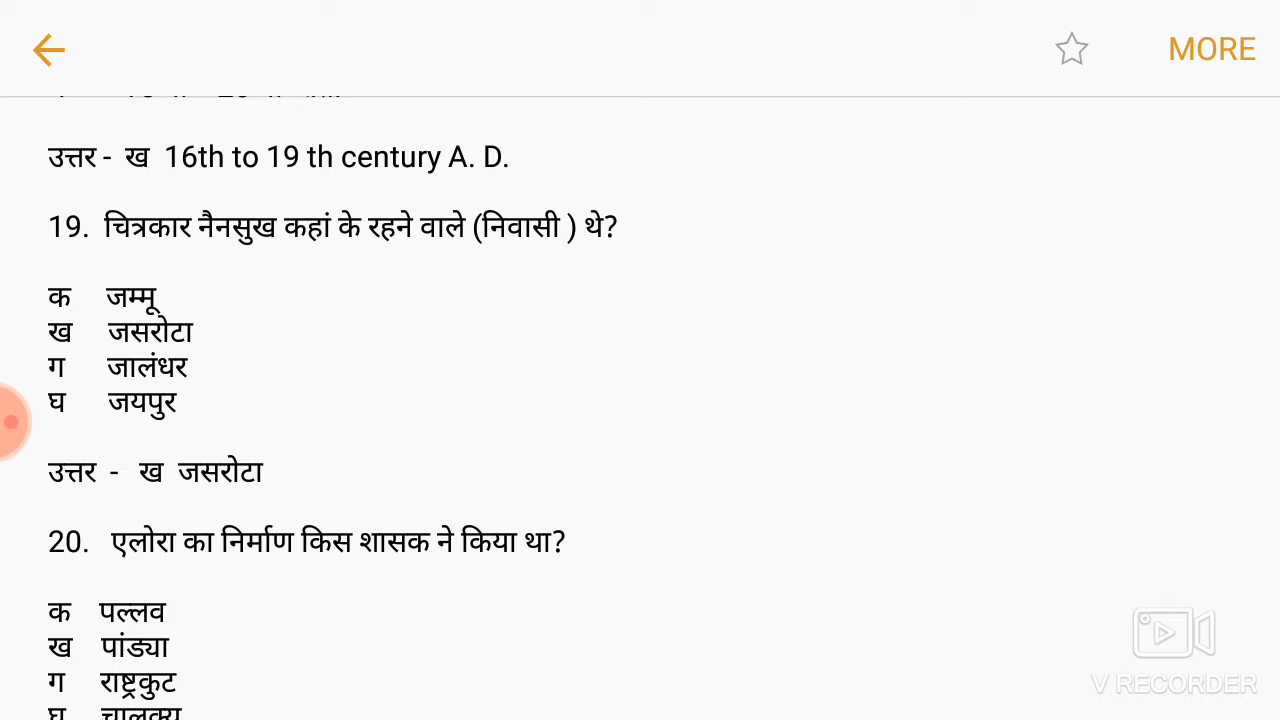 MORE
उत्तर - ख 16th to 19 th century A. D.
19. चित्रकार नैनसुख कहां के रहने वाले (निवासी ) थे?
क जम्मू
ख जसरोटा
ग जालंधर
घ जयपुर
उत्तर - ख जसरोटा
20. एलोरा का निर्माण किस शासक ने किया था?
क पल्लव
ख पांड्या
ग राष्ट्रकुट
घ चालुक्य
V RECORDER